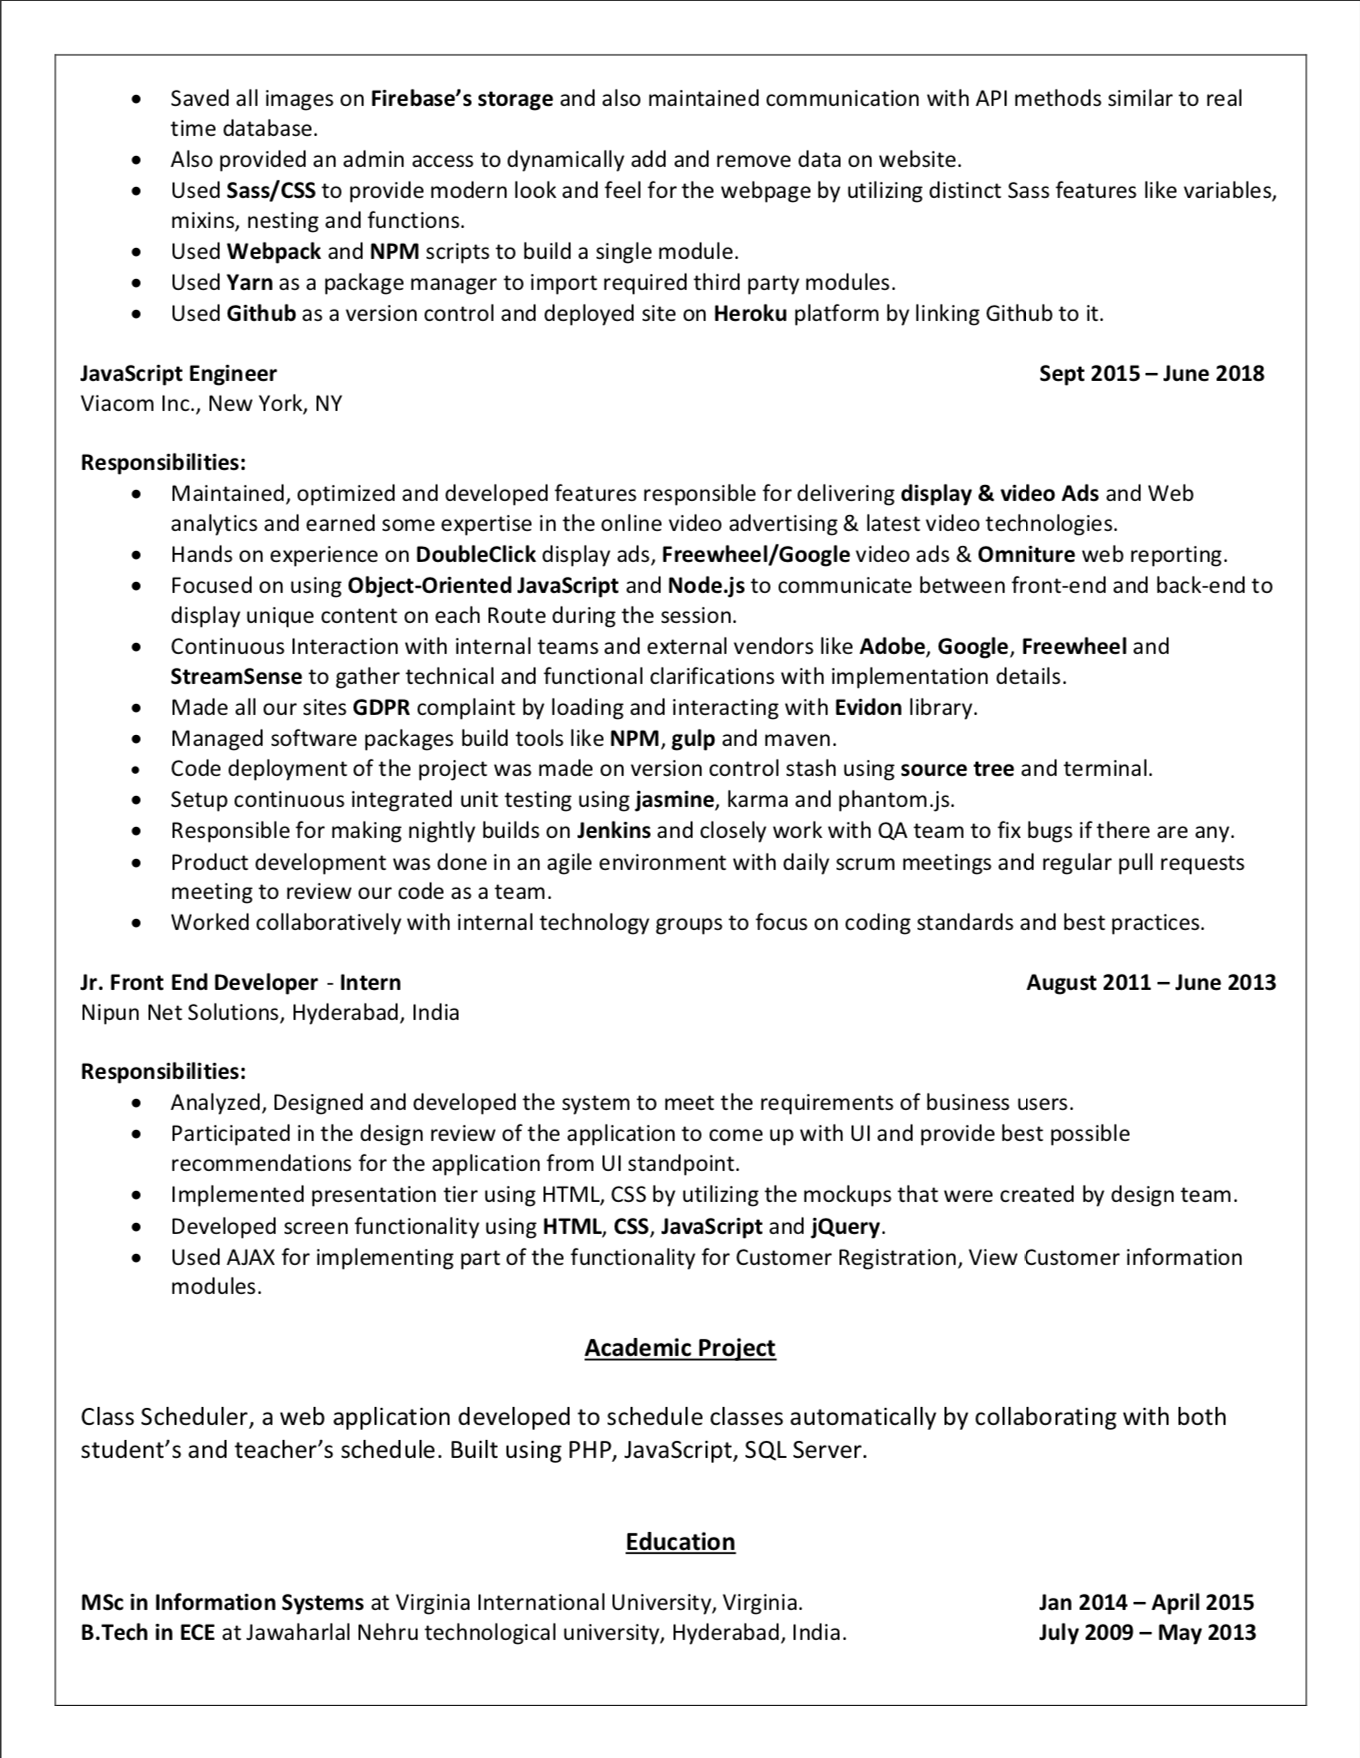 • Saved all images on Firebase’s storage and also maintained communication with API methods similar to real
time database.
• Also provided an admin access to dynamically add and remove data on website.
• Used Sass/CSS to provide modern look and feel for the webpage by utilizing distinct Sass features like variables,
mixins, nesting and functions.
• Used Webpack and NPM scripts to build a single module.
• Used Yarn as a package manager to import required third party modules.
• Used Github as a version control and deployed site on Heroku platform by linking Github to it.
JavaScript Engineer Sept 2015 – June 2018
Viacom Inc., New York, NY
Responsibilities:
• Maintained, optimized and developed features responsible for delivering display & video Ads and Web
analytics and earned some expertise in the online video advertising & latest video technologies.
• Hands on experience on DoubleClick display ads, Freewheel/Google video ads & Omniture web reporting.
• Focused on using Object-Oriented JavaScript and Node.js to communicate between front-end and back-end to
display unique content on each Route during the session.
• Continuous Interaction with internal teams and external vendors like Adobe, Google, Freewheel and
StreamSense to gather technical and functional clarifications with implementation details.
• Made all our sites GDPR complaint by loading and interacting with Evidon library.
• Managed software packages build tools like NPM, gulp and maven.
• Code deployment of the project was made on version control stash using source tree and terminal.
• Setup continuous integrated unit testing using jasmine, karma and phantom.js.
• Responsible for making nightly builds on Jenkins and closely work with QA team to fix bugs if there are any.
• Product development was done in an agile environment with daily scrum meetings and regular pull requests
meeting to review our code as a team.
• Worked collaboratively with internal technology groups to focus on coding standards and best practices.
Jr. Front End Developer - Intern August 2011 – June 2013
Nipun Net Solutions, Hyderabad, India
Responsibilities:
• Analyzed, Designed and developed the system to meet the requirements of business users.
• Participated in the design review of the application to come up with UI and provide best possible
recommendations for the application from UI standpoint.
• Implemented presentation tier using HTML, CSS by utilizing the mockups that were created by design team.
• Developed screen functionality using HTML, CSS, JavaScript and jQuery.
• Used AJAX for implementing part of the functionality for Customer Registration, View Customer information
modules.
Academic Project
Class Scheduler, a web application developed to schedule classes automatically by collaborating with both
student’s and teacher’s schedule. Built using PHP, JavaScript, SQL Server.
Education
MSc in Information Systems at Virginia International University, Virginia. Jan 2014 – April 2015
B.Tech in ECE at Jawaharlal Nehru technological university, Hyderabad, India. July 2009 – May 2013